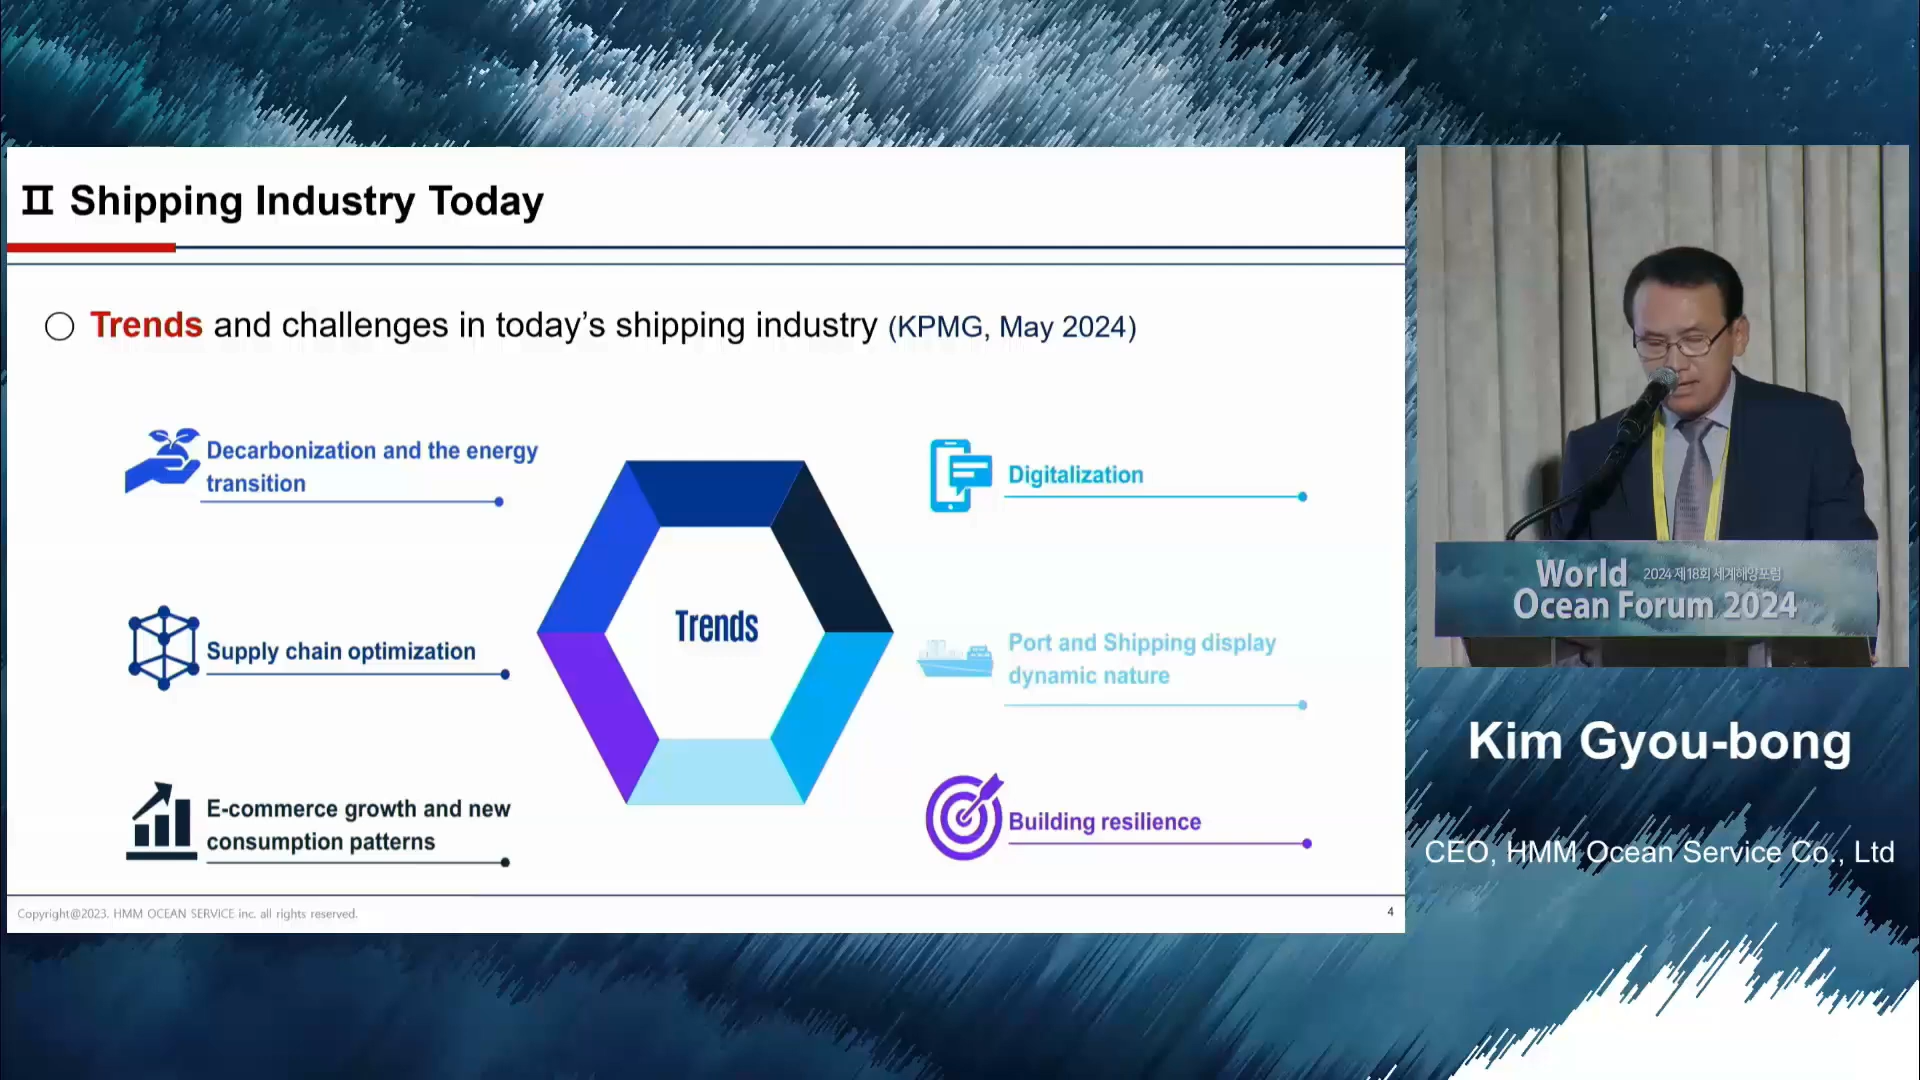 Ⅱ Shipping Industry Today
○ Trends and challenges in today’s shipping industry (KPMG, May 2024)
Decarbonization and the energy
transition
Supply chain optimization
E-commerce growth and new
consumption patterns
Trends
Digitalization
Port and Shipping display
dynamic nature
Building resilience
Copyright@2023. HMM OCEAN SERVICE inc. all rights reserved.
4
World 2024 제18회 세계해양포럼
Ocean Forum 2024
Kim Gyou-bong
CEO, HMM Ocean Service Co., Ltd